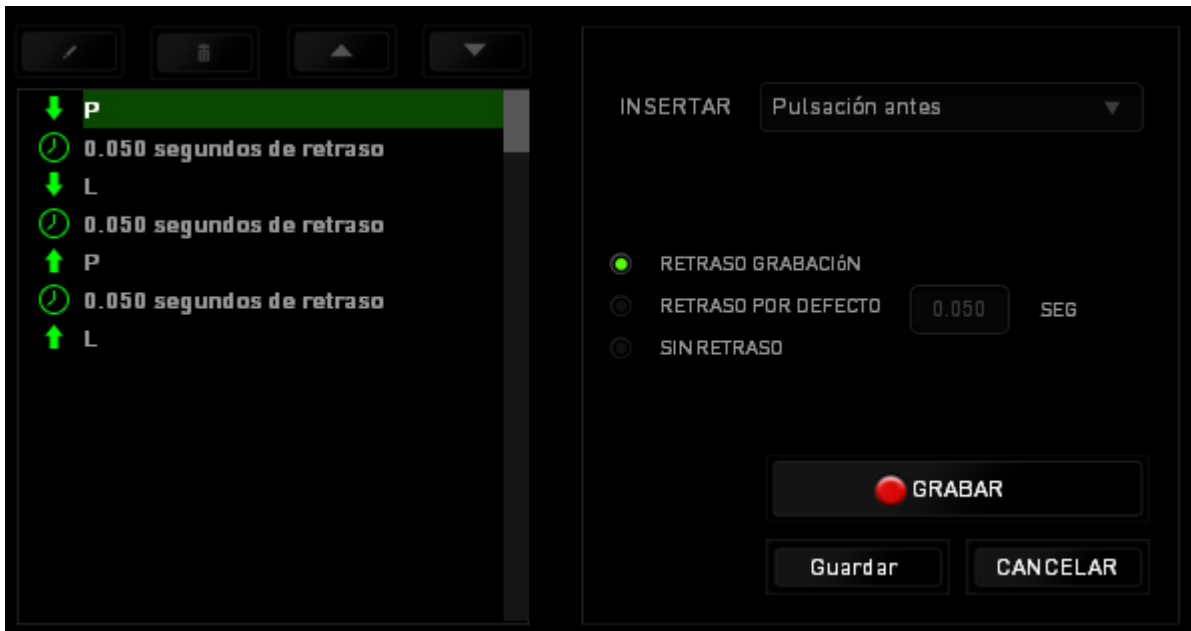 P
0.050 segundos de retraso
L
0.050 segundos de retraso
P
0.050 segundos de retraso
L
INSERTAR Pulsación antes
RETRASO GRABACIóN
RETRASO POR DEFECTO 0.050 SEG
SIN RETRASO
GRABAR
Guardar CANCELAR